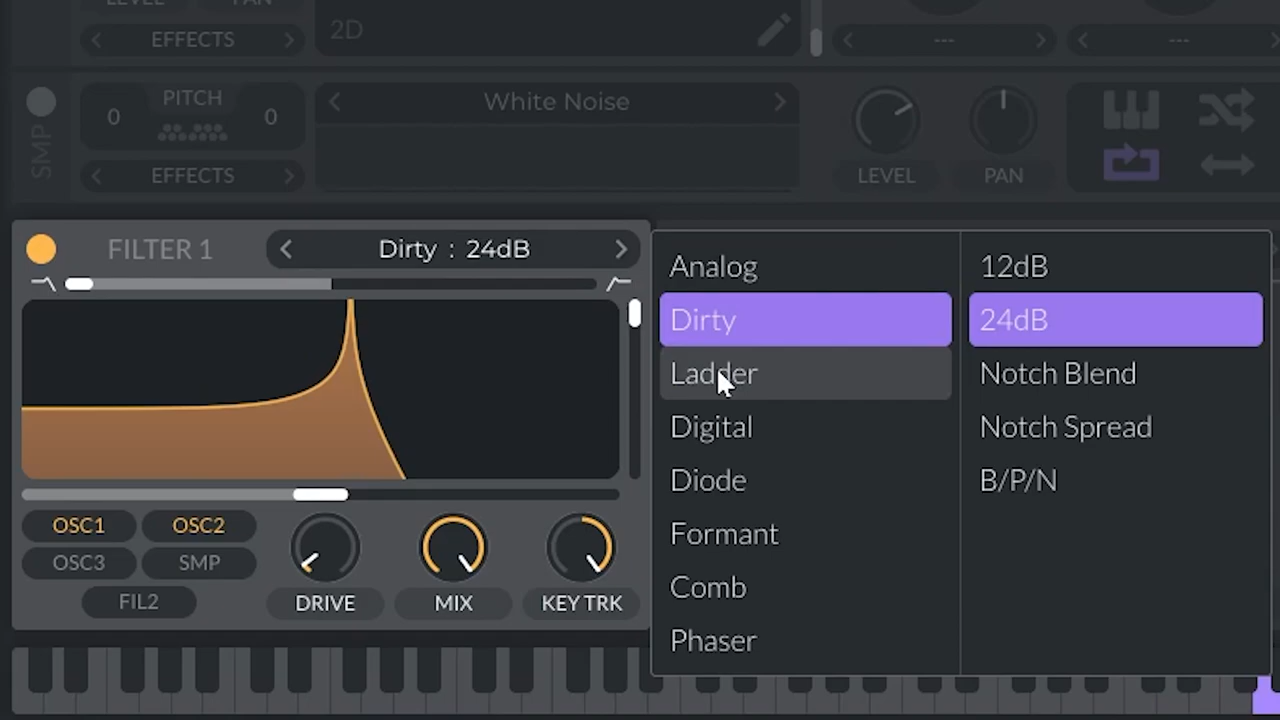 LEVEL PAN
EFFECTS
2D
---
---
SMP
0 PITCH 0
EFFECTS
White Noise
LEVEL
PAN
FILTER 1
Dirty : 24dB
OSC1 OSC2
OSC3 SMP
FIL2
DRIVE MIX KEY TRK
Analog
Dirty
Ladder
Digital
Diode
Formant
Comb
Phaser
12dB
24dB
Notch Blend
Notch Spread
B/P/N